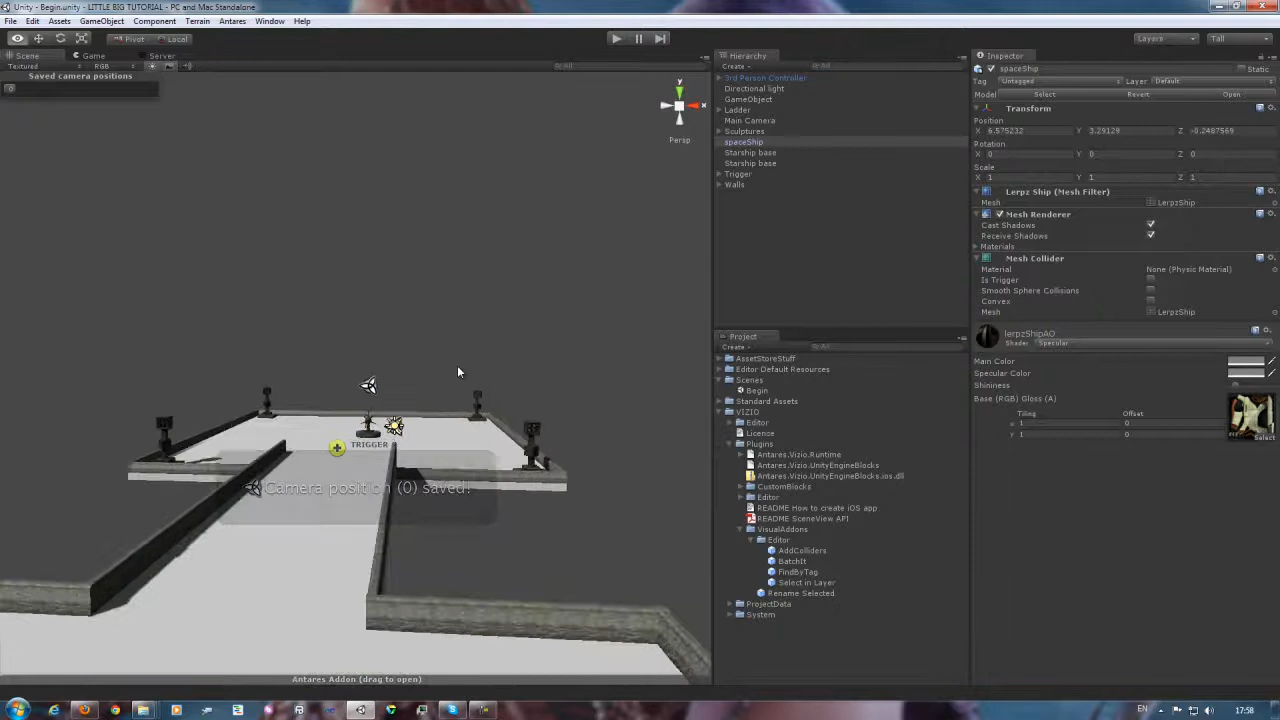 Unity - Begin.unity - LITTLE BIG TUTORIAL - PC and Mac Standalone
File Edit Assets GameObject Component Terrain Antares Window Help
Pivot Local Layers Tall
Scene Game Server
Textured RGB All
Saved camera positions
0
y
x
Persp
TRIGGER
Camera position (0) saved!
Antares Addon (drag to open)
Hierarchy
Create All
3rd Person Controller
Directional light
GameObject
Ladder
Main Camera
Sculptures
spaceShip
Starship base
Starship base
Trigger
Walls
Project
Create All
AssetStoreStuff
Editor Default Resources
Scenes
Begin
Standard Assets
VIZIO
Editor
License
Plugins
Antares.Vizio.Runtime
Antares.Vizio.UnityEngineBlocks
Antares.Vizio.UnityEngineBlocks.ios.dll
CustomBlocks
Editor
README How to create iOS app
README SceneView API
VisualAddons
Editor
AddColliders
BatchIt
FindByTag
Select in Layer
Rename Selected
ProjectData
System
Inspector
spaceShip Static
Tag Untagged Layer Default
Model Select Revert Open
Transform
Position
X 6.575232 Y 3.29129 Z -0.2487569
Rotation
X 0 Y 0 Z 0
Scale
X 1 Y 1 Z 1
Lerpz Ship (Mesh Filter)
Mesh LerpzShip
Mesh Renderer
Cast Shadows
Receive Shadows
Materials
Mesh Collider
Material None (Physic Material)
Is Trigger
Smooth Sphere Collisions
Convex
Mesh LerpzShip
lerpzShipAO
Shader Specular
Main Color
Specular Color
Shininess
Base (RGB) Gloss (A)
Tiling Offset
x 1 0
y 1 0
Select
EN 17:58